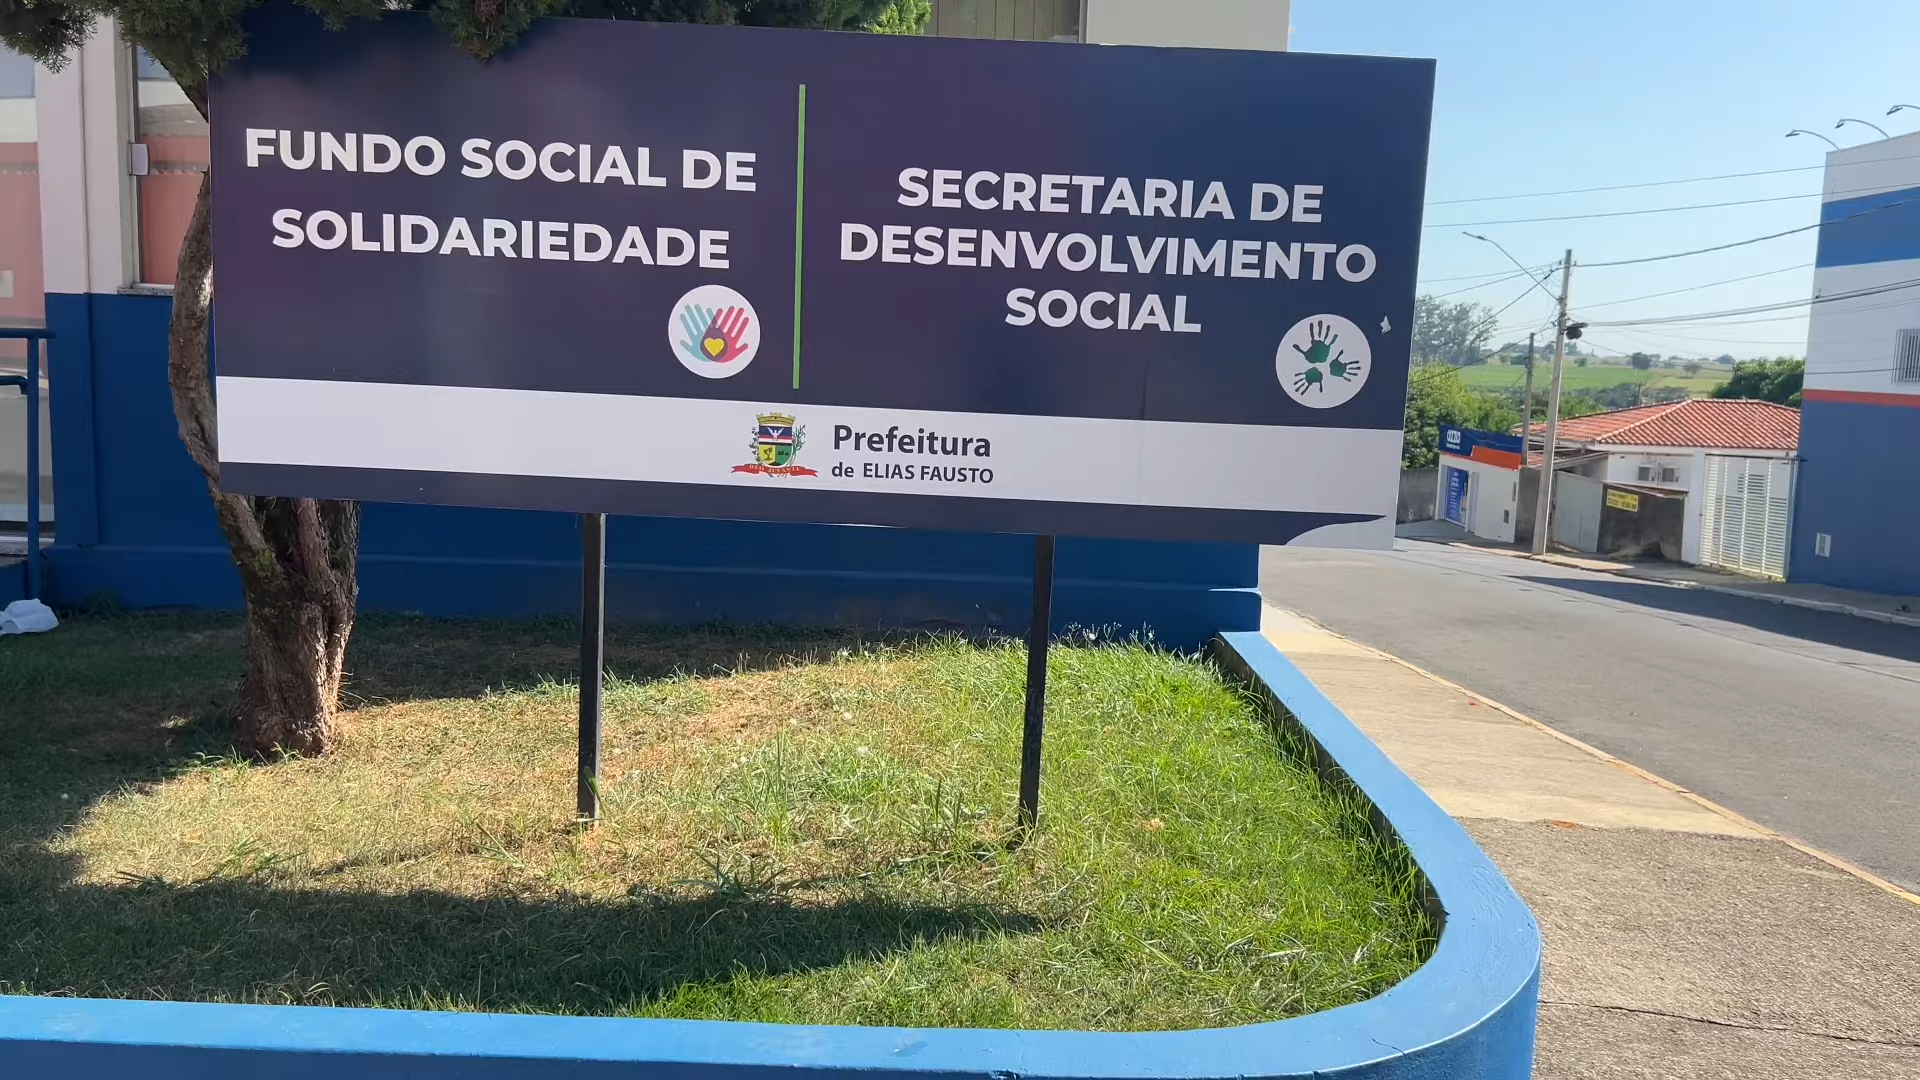 FUNDO SOCIAL DE
SOLIDARIEDADE
SECRETARIA DE
DESENVOLVIMENTO
SOCIAL
Prefeitura
de ELIAS FAUSTO